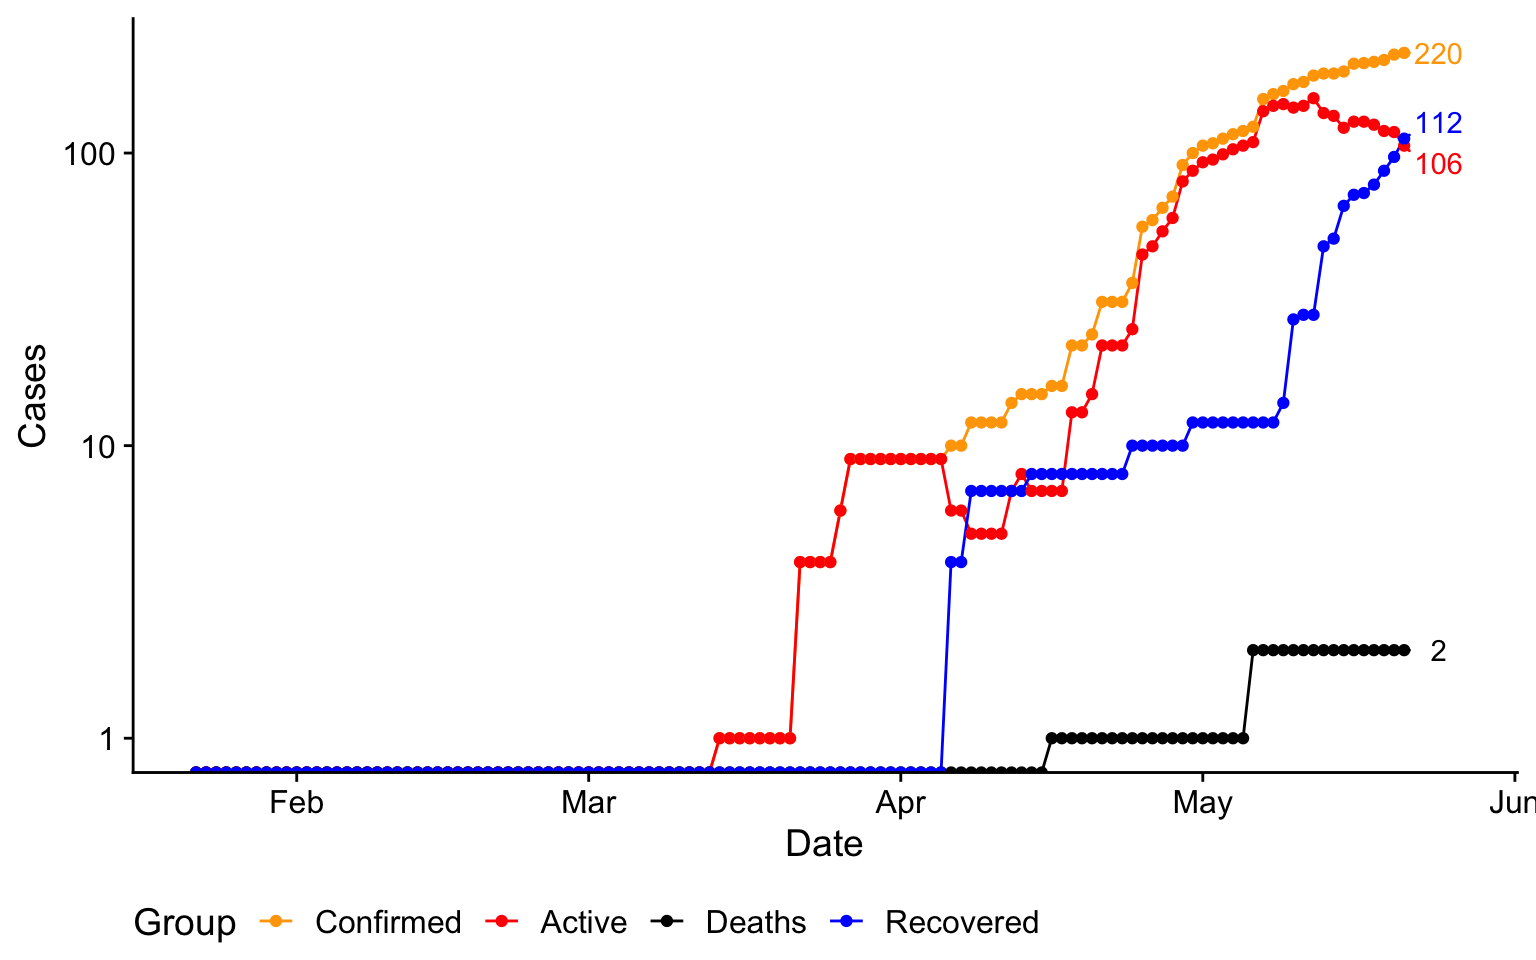 220
112
106
100
10
2
1
Cases
Feb Mar Apr May Jun
Date
Group Confirmed Active Deaths Recovered